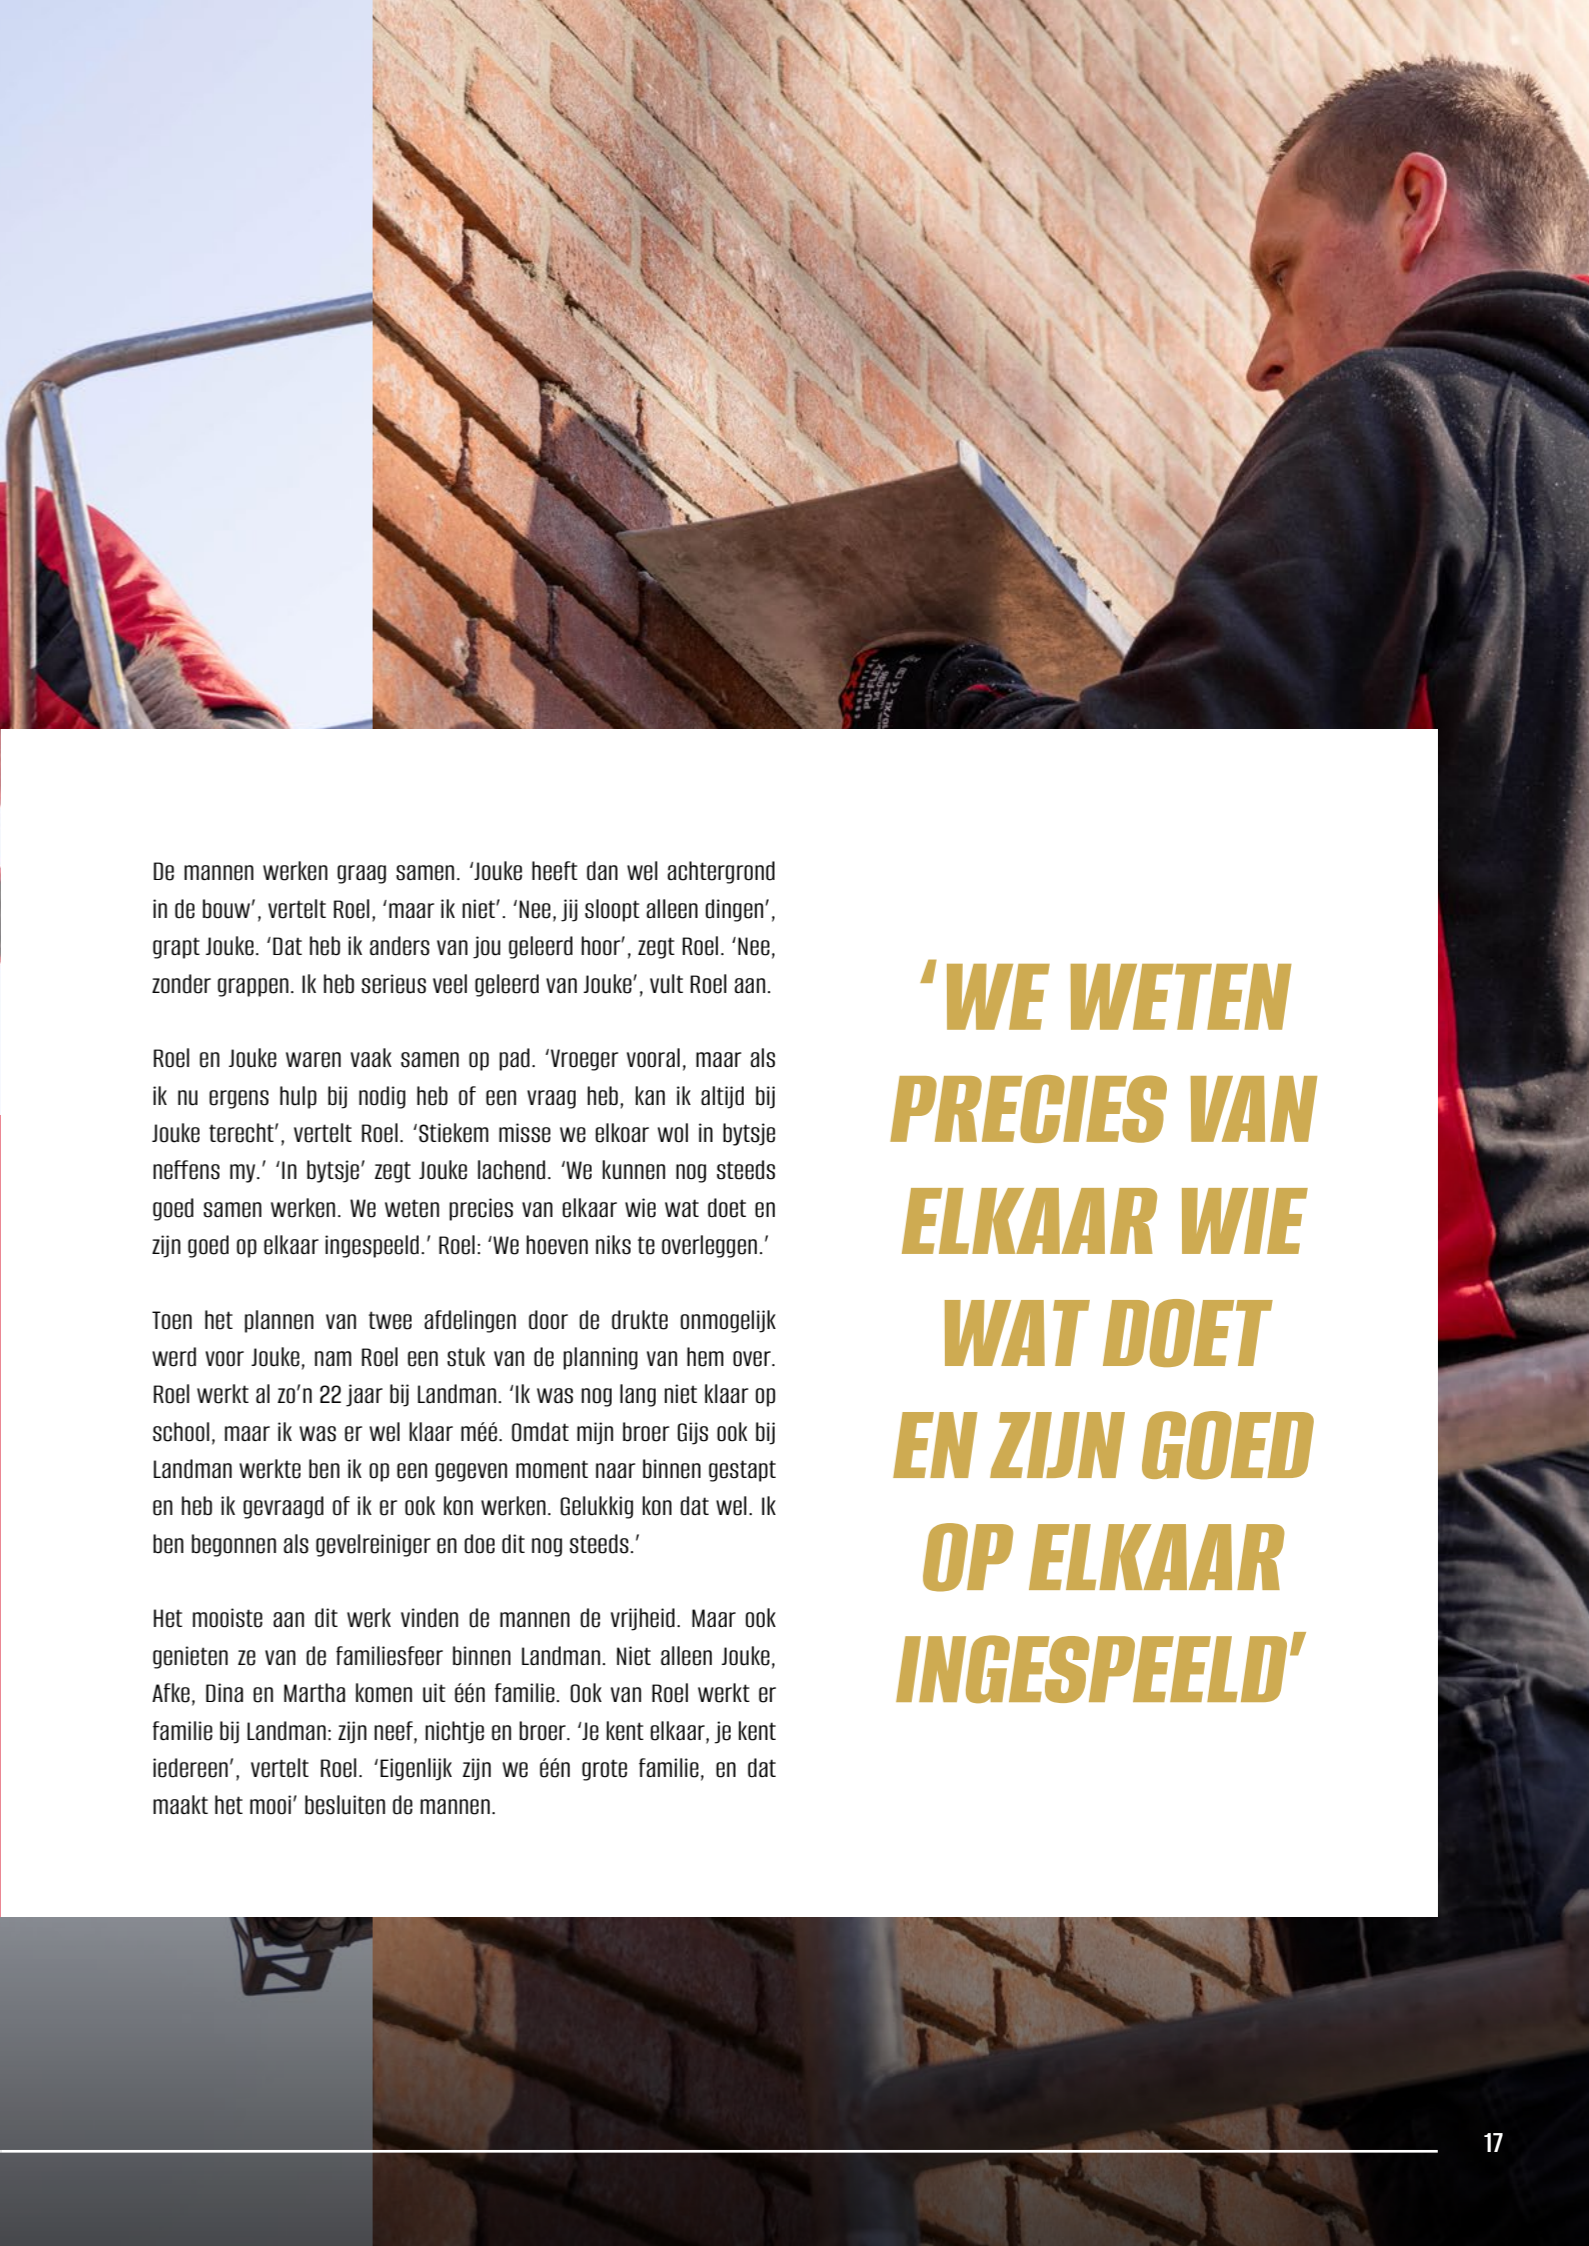 De mannen werken graag samen. ‘Jouke heeft dan wel achtergrond
in de bouw’, vertelt Roel, ‘maar ik niet’. ‘Nee, jij sloopt alleen dingen’,
grapt Jouke. ‘Dat heb ik anders van jou geleerd hoor’, zegt Roel. ‘Nee,
zonder grappen. Ik heb serieus veel geleerd van Jouke’, vult Roel aan.
Roel en Jouke waren vaak samen op pad. ‘Vroeger vooral, maar als
ik nu ergens hulp bij nodig heb of een vraag heb, kan ik altijd bij
Jouke terecht’, vertelt Roel. ‘Stiekem misse we elkoar wol in bytsje
neffens my.’ ‘In bytsje’ zegt Jouke lachend. ‘We kunnen nog steeds
goed samen werken. We weten precies van elkaar wie wat doet en
zijn goed op elkaar ingespeeld.’ Roel: ‘We hoeven niks te overleggen.’
Toen het plannen van twee afdelingen door de drukte onmogelijk
werd voor Jouke, nam Roel een stuk van de planning van hem over.
Roel werkt al zo’n 22 jaar bij Landman. ‘Ik was nog lang niet klaar op
school, maar ik was er wel klaar méé. Omdat mijn broer Gijs ook bij
Landman werkte ben ik op een gegeven moment naar binnen gestapt
en heb ik gevraagd of ik er ook kon werken. Gelukkig kon dat wel. Ik
ben begonnen als gevelreiniger en doe dit nog steeds.’
Het mooiste aan dit werk vinden de mannen de vrijheid. Maar ook
genieten ze van de familiesfeer binnen Landman. Niet alleen Jouke,
Afke, Dina en Martha komen uit één familie. Ook van Roel werkt er
familie bij Landman: zijn neef, nichtje en broer. ‘Je kent elkaar, je kent
iedereen’, vertelt Roel. ‘Eigenlijk zijn we één grote familie, en dat
maakt het mooi’ besluiten de mannen.
‘WE WETEN
PRECIES VAN
ELKAAR WIE
WAT DOET
EN ZIJN GOED
OP ELKAAR
INGESPEELD’
PU-FLEX
17